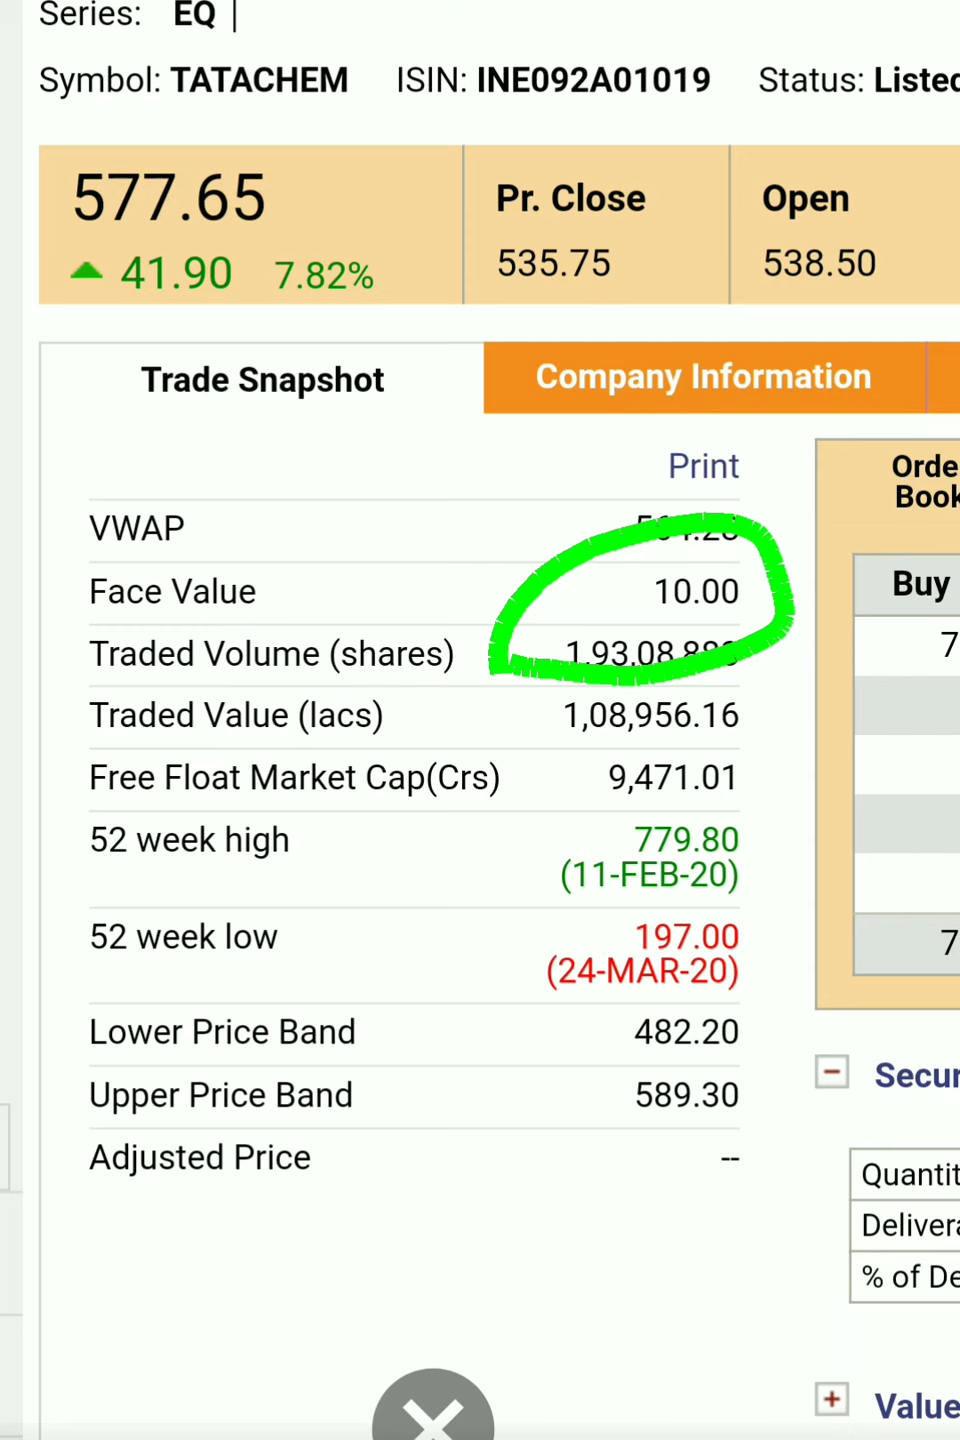 Series: EQ |
Symbol: TATACHEM ISIN: INE092A01019 Status: Listed
577.65
41.90 7.82%
Pr. Close
535.75
Open
538.50
Trade Snapshot
Company Information
Print
VWAP
Face Value 10.00
Traded Volume (shares) 1,93,08,
Traded Value (lacs) 1,08,956.16
Free Float Market Cap(Crs) 9,471.01
52 week high 779.80
(11-FEB-20)
52 week low 197.00
(24-MAR-20)
Lower Price Band 482.20
Upper Price Band 589.30
Adjusted Price --
Orde
Book
Buy
7
7
Secur
Quantit
Delivera
% of De
Value